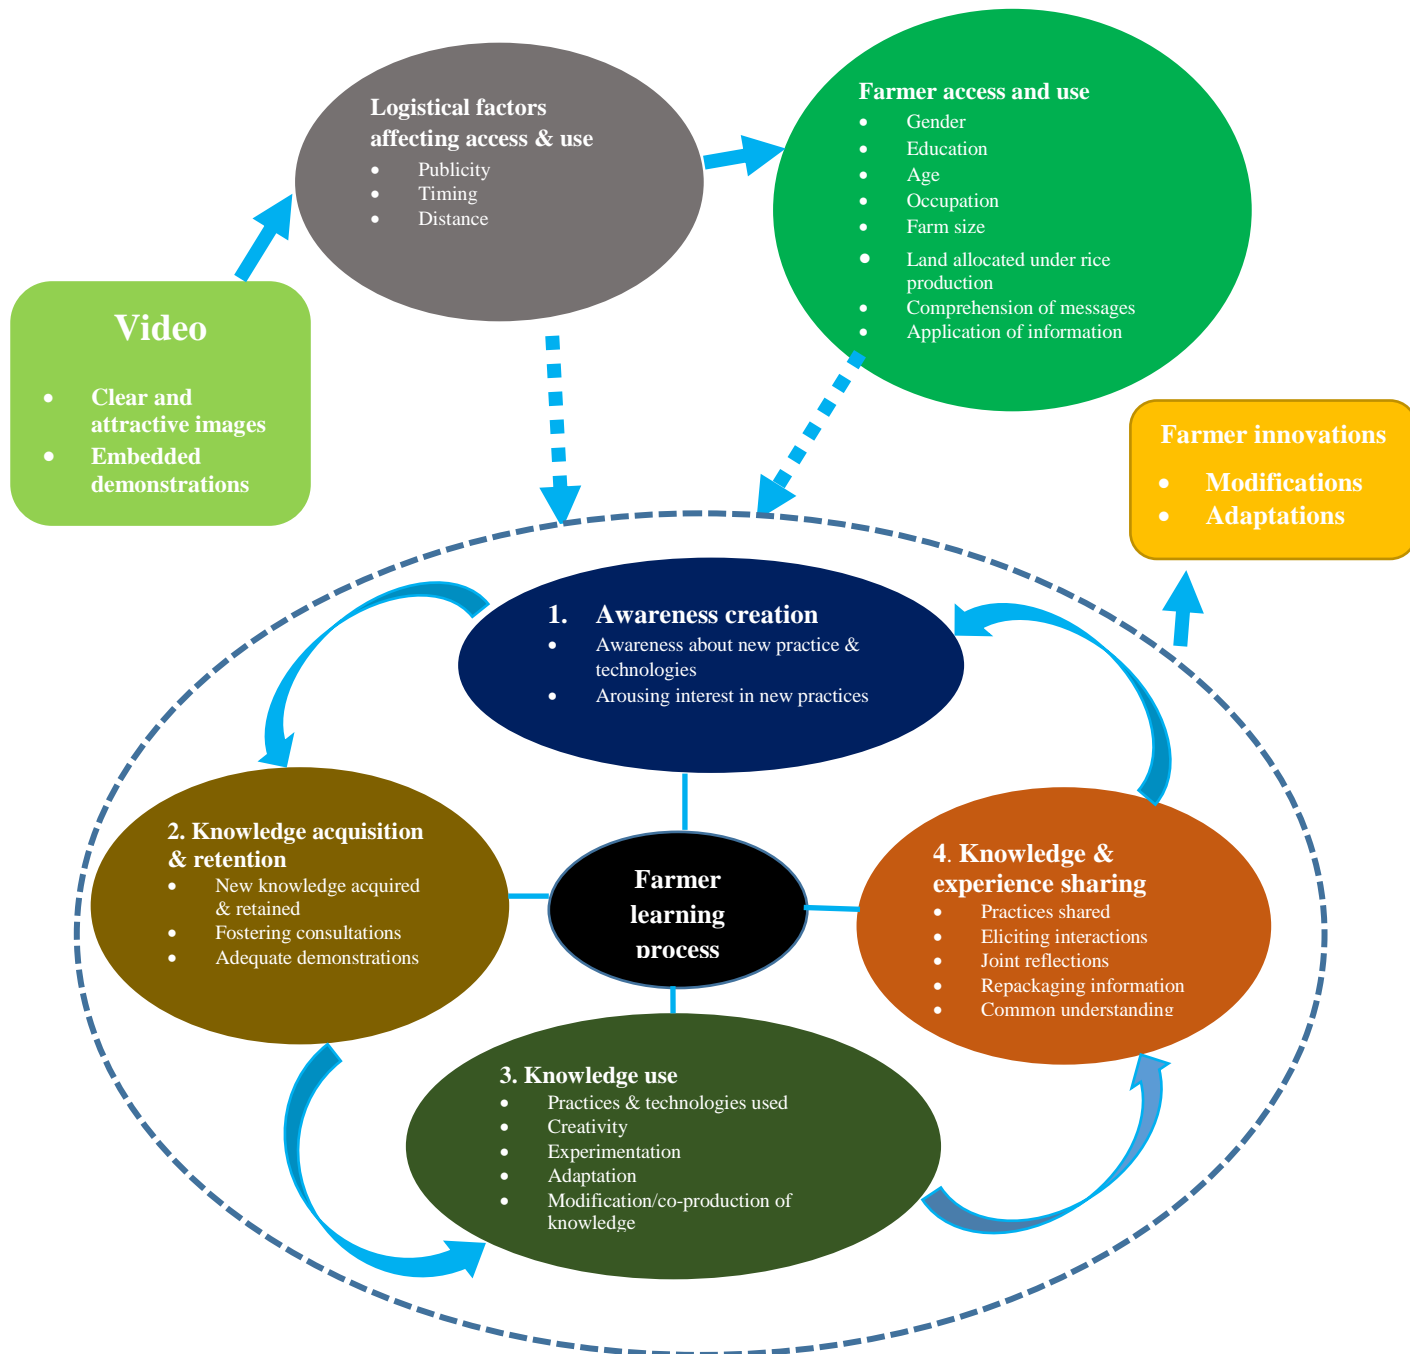 Logistical factors
affecting access & use
• Publicity
• Timing
• Distance
Farmer access and use
• Gender
• Education
• Age
• Occupation
• Farm size
• Land allocated under rice
production
• Comprehension of messages
• Application of information
Video
• Clear and
attractive images
• Embedded
demonstrations
Farmer innovations
• Modifications
• Adaptations
1. Awareness creation
• Awareness about new practice &
technologies
• Arousing interest in new practices
2. Knowledge acquisition
& retention
• New knowledge acquired
& retained
• Fostering consultations
• Adequate demonstrations
Farmer
learning
process
4. Knowledge &
experience sharing
• Practices shared
• Eliciting interactions
• Joint reflections
• Repackaging information
• Common understanding
3. Knowledge use
• Practices & technologies used
• Creativity
• Experimentation
• Adaptation
• Modification/co-production of
knowledge